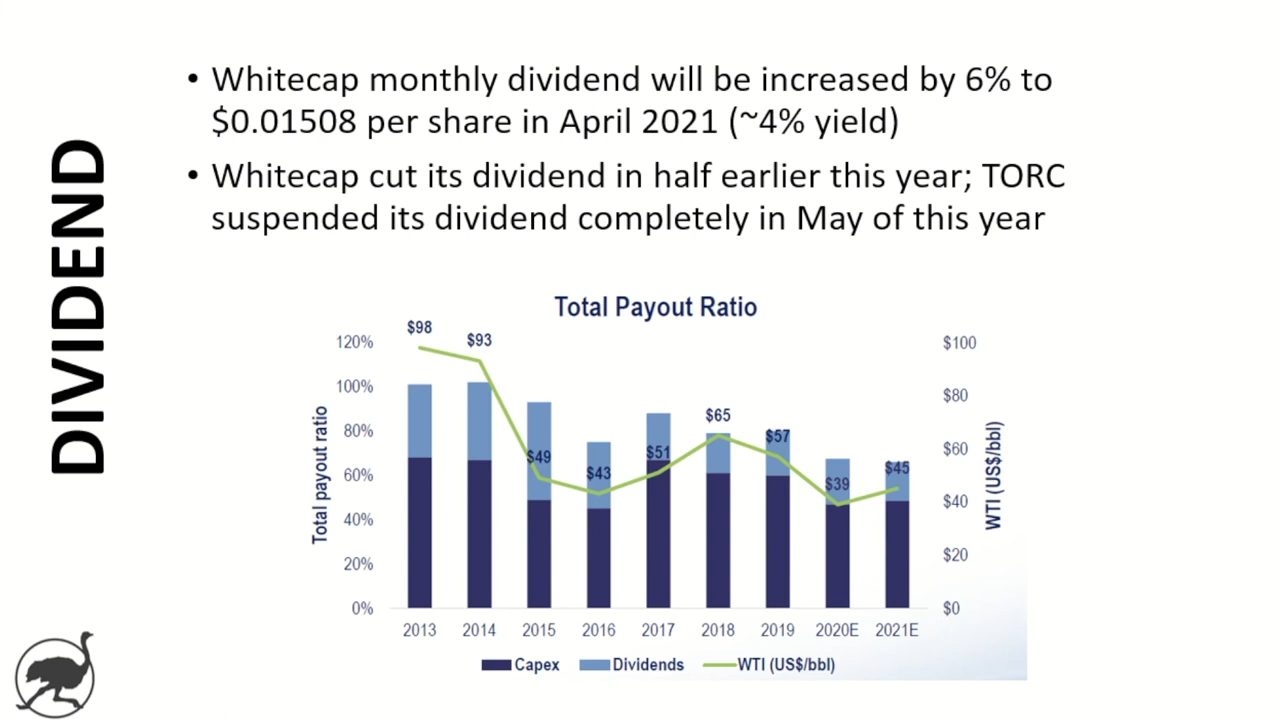 DIVIDEND
• Whitecap monthly dividend will be increased by 6% to
$0.01508 per share in April 2021 (~4% yield)
• Whitecap cut its dividend in half earlier this year; TORC
suspended its dividend completely in May of this year
Total Payout Ratio
Total payout ratio
120%
100%
80%
60%
40%
20%
0%
$98
$93
$49
$43
$51
$65
$57
$39
$45
$100
$80
$60
$40
$20
$0
WTI (US$/bbl)
2013 2014 2015 2016 2017 2018 2019 2020E 2021E
Capex Dividends WTI (US$/bbl)